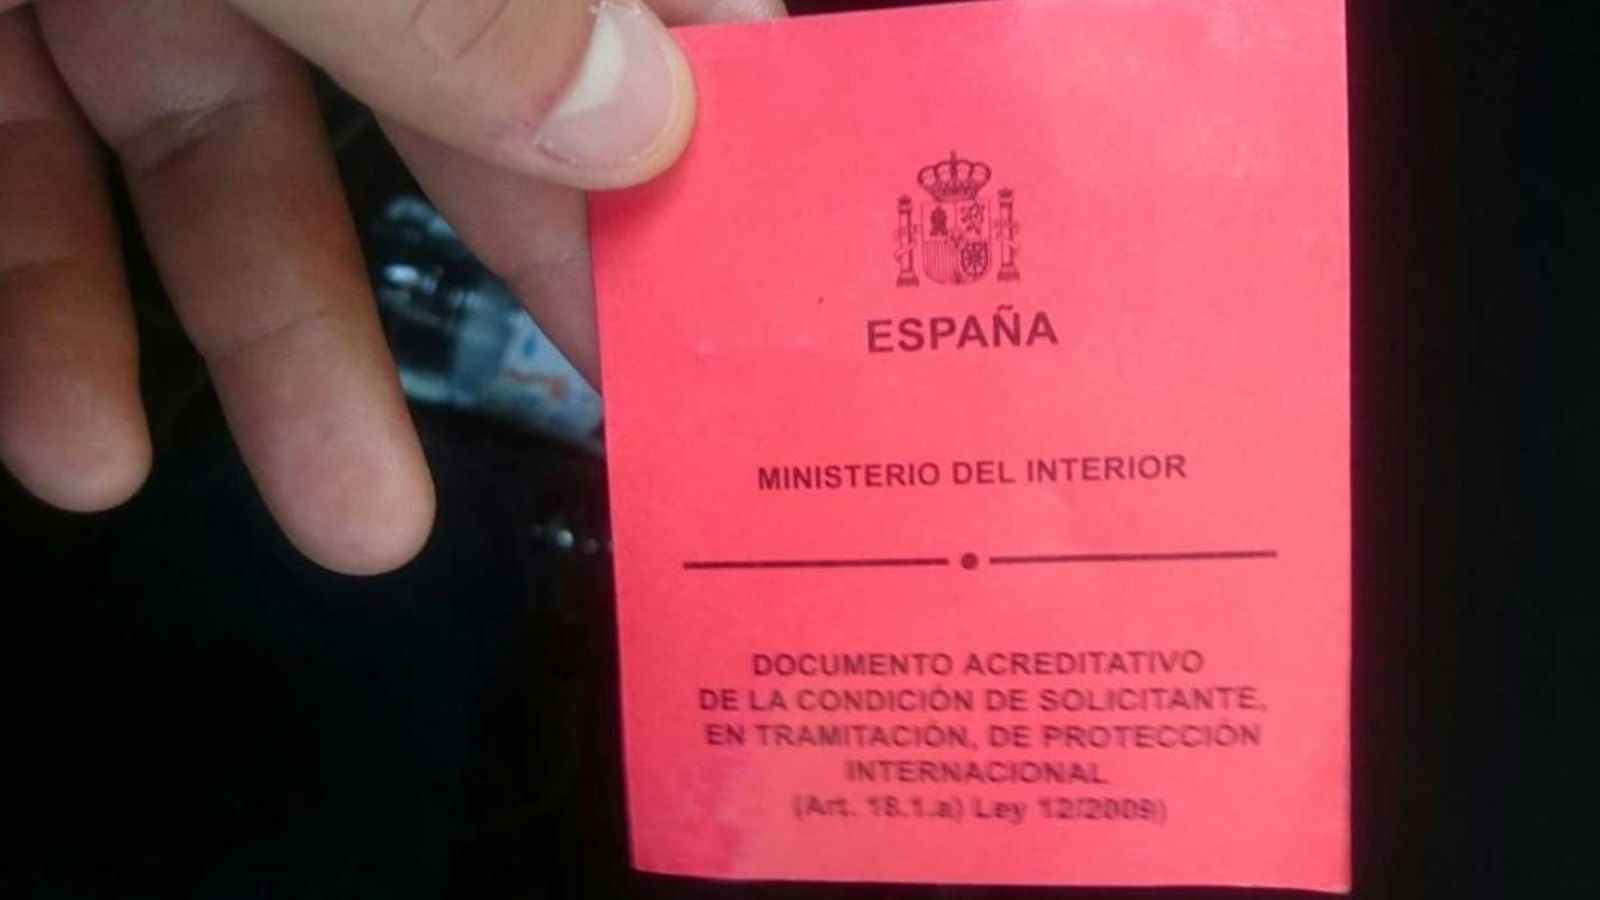 ESPAÑA
MINISTERIO DEL INTERIOR
DOCUMENTO ACREDITATIVO
DE LA CONDICIÓN DE SOLICITANTE,
EN TRAMITACIÓN, DE PROTECCIÓN
INTERNACIONAL
(Art. 18.1.a) Ley 12/2009)